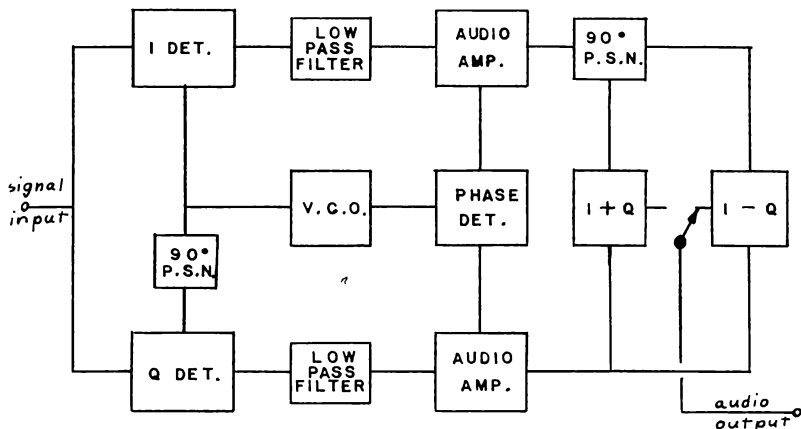 I DET.
LOW
PASS
FILTER
AUDIO
AMP.
90°
P.S.N.
signal
input
V.C.O.
PHASE
DET.
I + Q
I - Q
90°
P.S.N.
Q DET.
LOW
PASS
FILTER
AUDIO
AMP.
audio
output